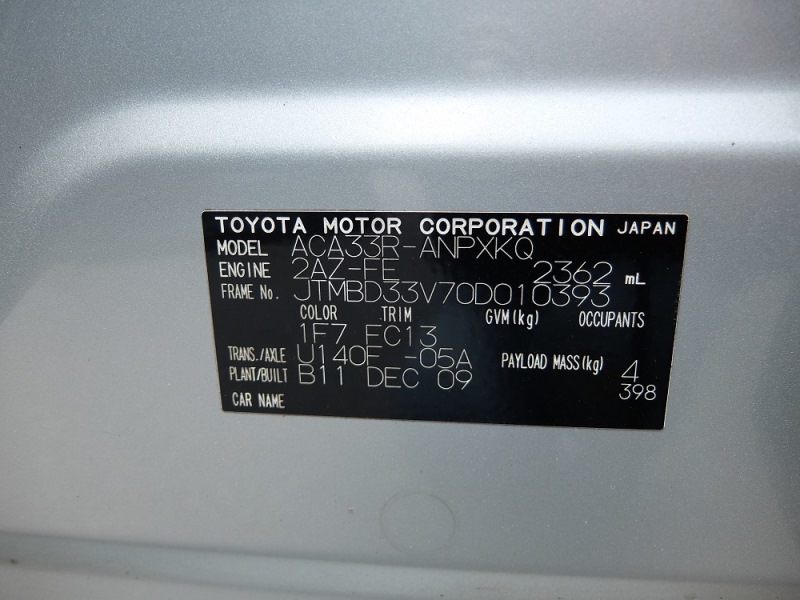 TOYOTA MOTOR CORPORATION JAPAN
MODEL ACA33R-ANPXKQ
ENGINE 2AZ-FE 2362 mL
FRAME No. JTMBD33V70D010393
COLOR TRIM GVM(kg) OCCUPANTS
1F7 FC13
TRANS./AXLE U140F -05A PAYLOAD MASS(kg) 4
PLANT/BUILT B11 DEC 09 398
CAR NAME